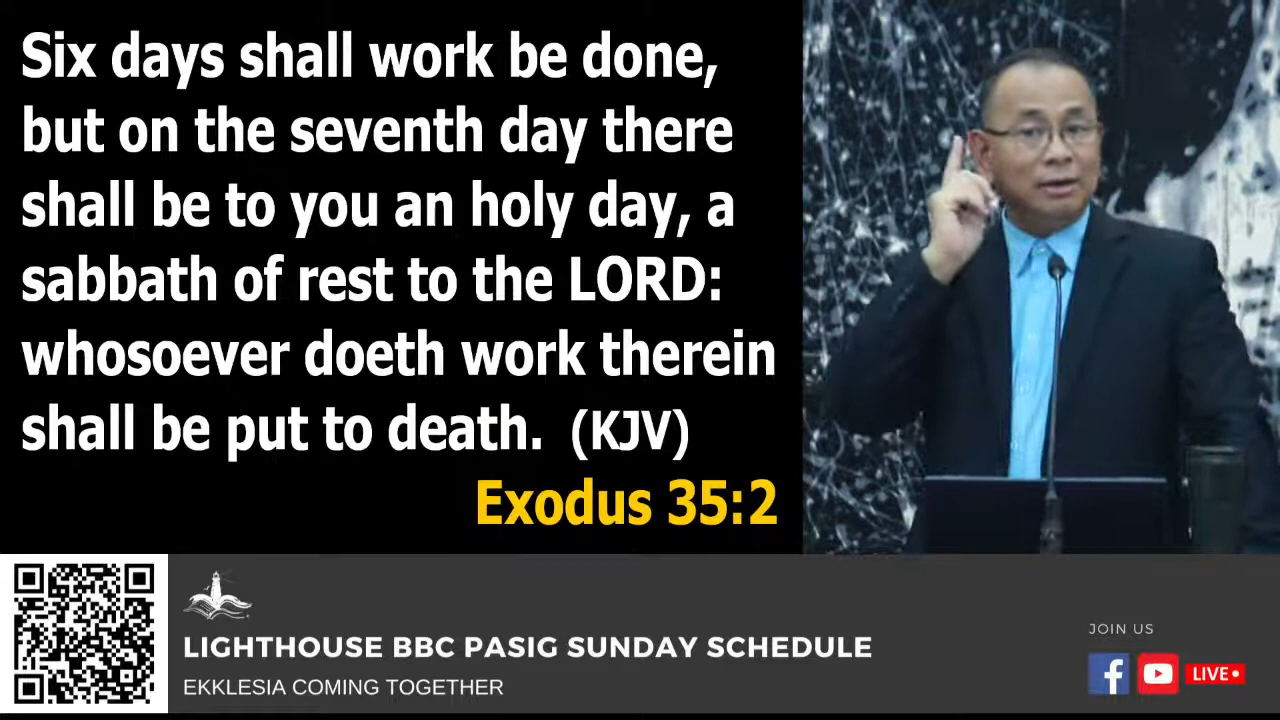 Six days shall work be done,
but on the seventh day there
shall be to you an holy day, a
sabbath of rest to the LORD:
whosoever doeth work therein
shall be put to death.  (KJV)
Exodus 35:2
LIGHTHOUSE BBC PASIG SUNDAY SCHEDULE
EKKLESIA COMING TOGETHER
JOIN US
LIVE